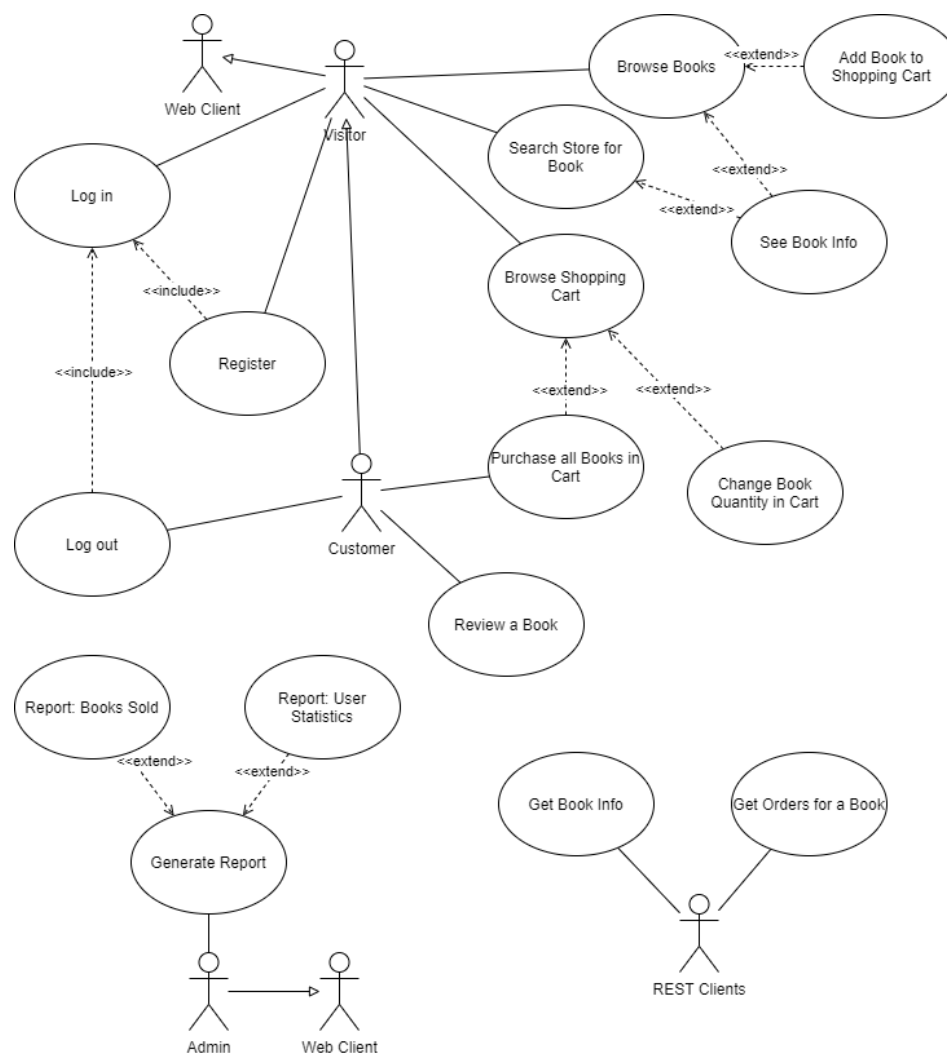 Web Client
Visitor
Browse Books
<<extend>>
Add Book to
Shopping Cart
Search Store for
Book
<<extend>>
<<extend>>
See Book Info
Log in
<<include>>
Browse Shopping
Cart
Register
<<include>>
<<extend>>
<<extend>>
Purchase all Books in
Cart
Change Book
Quantity in Cart
Log out
Customer
Review a Book
Report: Books Sold
Report: User
Statistics
<<extend>>
<<extend>>
Get Book Info
Get Orders for a Book
Generate Report
REST Clients
Admin
Web Client